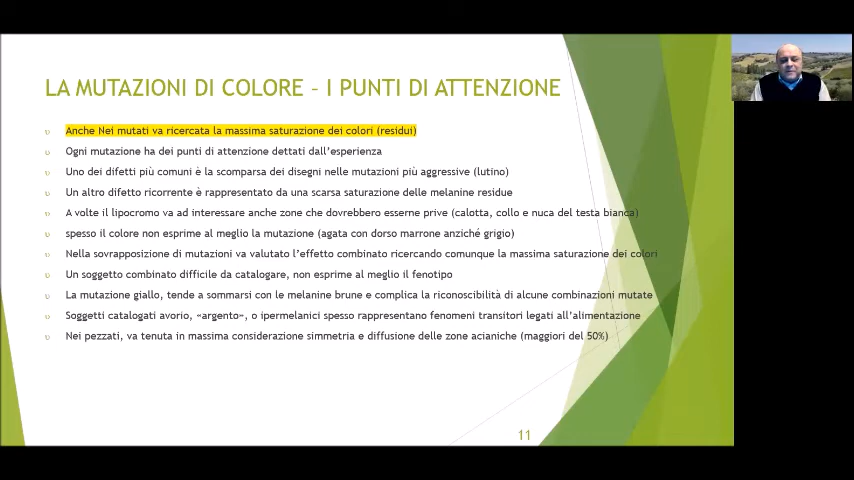 LA MUTAZIONI DI COLORE – I PUNTI DI ATTENZIONE
Anche Nei mutati va ricercata la massima saturazione dei colori (residui)
Ogni mutazione ha dei punti di attenzione dettati dall’esperienza
Uno dei difetti più comuni è la scomparsa dei disegni nelle mutazioni più aggressive (lutino)
Un altro difetto ricorrente è rappresentato da una scarsa saturazione delle melanine residue
A volte il lipocromo va ad interessare anche zone che dovrebbero esserne prive (calotta, collo e nuca del testa bianca)
spesso il colore non esprime al meglio la mutazione (agata con dorso marrone anziché grigio)
Nella sovrapposizione di mutazioni va valutato l’effetto combinato ricercando comunque la massima saturazione dei colori
Un soggetto combinato difficile da catalogare, non esprime al meglio il fenotipo
La mutazione giallo, tende a sommarsi con le melanine brune e complica la riconoscibilità di alcune combinazioni mutate
Soggetti catalogati avorio, «argento», o ipermelanici spesso rappresentano fenomeni transitori legati all’alimentazione
Nei pezzati, va tenuta in massima considerazione simmetria e diffusione delle zone acianiche (maggiori del 50%)
11